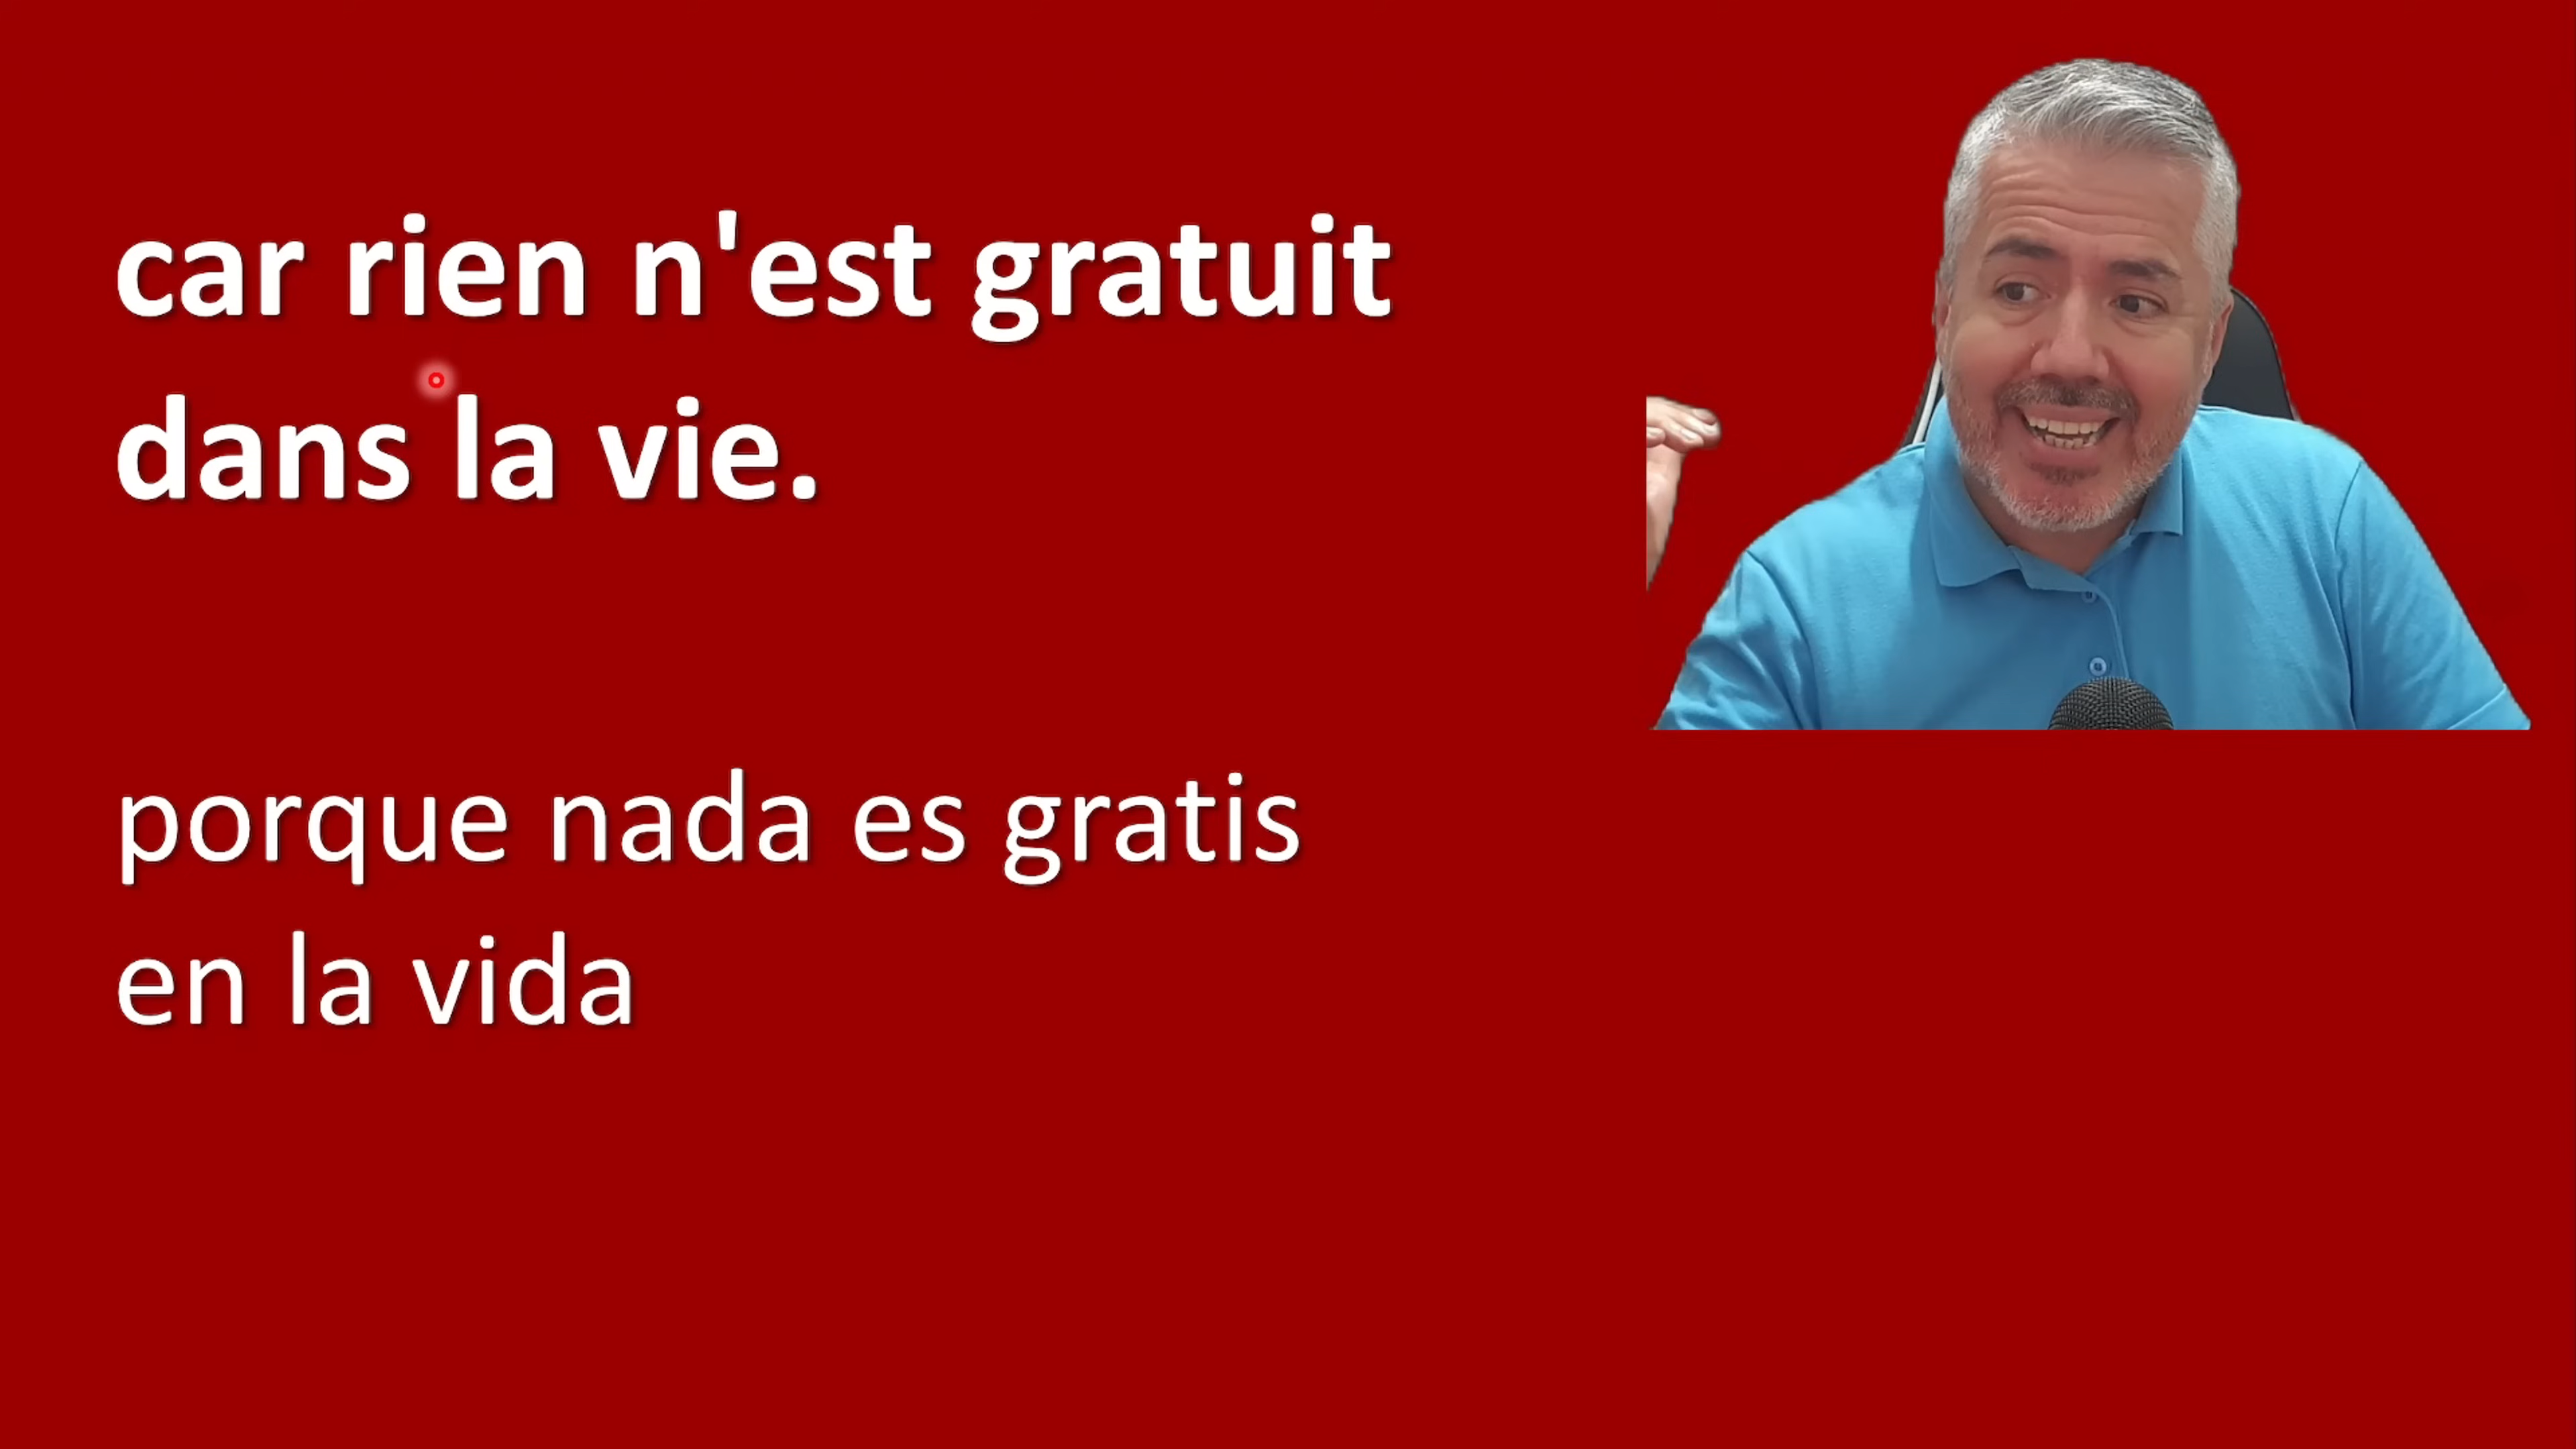 car rien n'est gratuit
dans la vie.
porque nada es gratis
en la vida